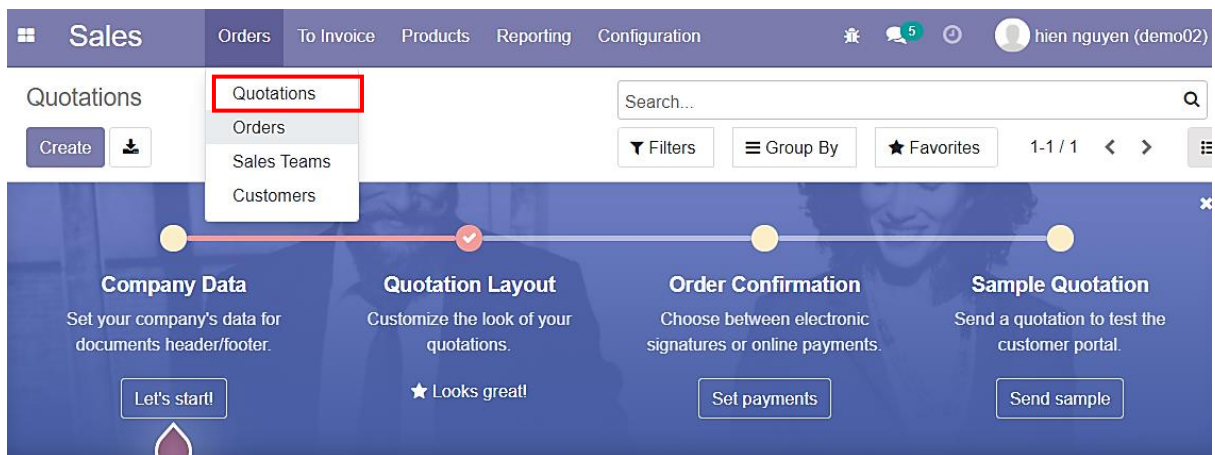 Sales Orders To Invoice Products Reporting Configuration 5 hien nguyen (demo02)
Quotations
Quotations
Orders
Sales Teams
Customers
Search...
Create
Filters Group By Favorites 1-1 / 1
Company Data
Set your company's data for
documents header/footer.
Let's start!
Quotation Layout
Customize the look of your
quotations.
Looks great!
Order Confirmation
Choose between electronic
signatures or online payments.
Set payments
Sample Quotation
Send a quotation to test the
customer portal.
Send sample